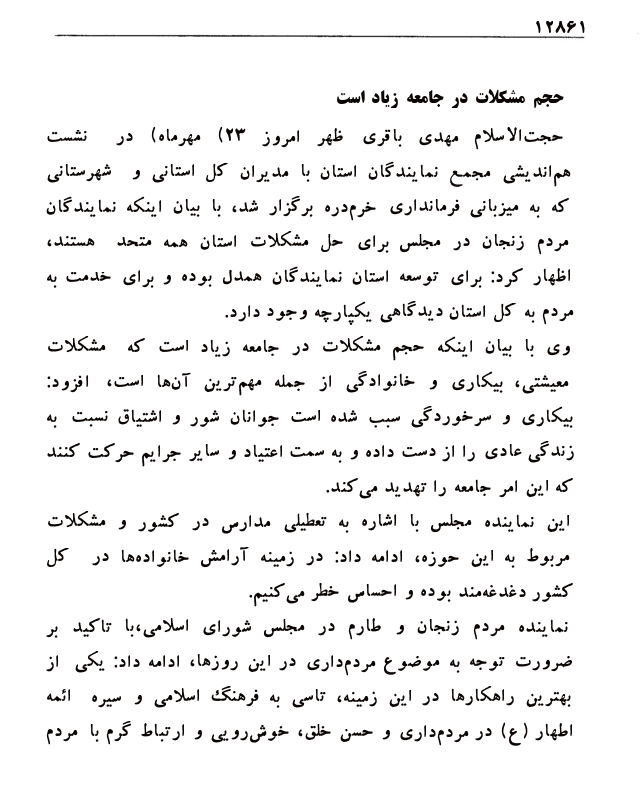 ۱۲۸۶۱
حجم مشکلات در جامعه زیاد است
حجت‌الاسلام مهدی باقری ظهر امروز ۲۳) مهرماه) در نشست
هم‌اندیشی مجمع نمایندگان استان با مدیران کل استانی و شهرستانی
که به میزبانی فرمانداری خرم‌دره برگزار شد، با بیان اینکه نمایندگان
مردم زنجان در مجلس برای حل مشکلات استان همه متحد هستند،
اظهار کرد: برای توسعه استان نمایندگان همدل بوده و برای خدمت به
مردم به کل استان دیدگاهی یکپارچه وجود دارد.
وی با بیان اینکه حجم مشکلات در جامعه زیاد است که مشکلات
معیشتی، بیکاری و خانوادگی از جمله مهم‌ترین آن‌ها است، افزود:
بیکاری و سرخوردگی سبب شده است جوانان شور و اشتیاق نسبت به
زندگی عادی را از دست داده و به سمت اعتیاد و سایر جرایم حرکت کنند
که این امر جامعه را تهدید می‌کند.
این نماینده مجلس با اشاره به تعطیلی مدارس در کشور و مشکلات
مربوط به این حوزه، ادامه داد: در زمینه آرامش خانواده‌ها در کل
کشور دغدغه‌مند بوده و احساس خطر می‌کنیم.
نماینده مردم زنجان و طارم در مجلس شورای اسلامی،با تاکید بر
ضرورت توجه به موضوع مردم‌داری در این روزها، ادامه داد: یکی از
بهترین راهکارها در این زمینه، تاسی به فرهنگ اسلامی و سیره ائمه
اطهار (ع) در مردم‌داری و حسن خلق، خوش‌رویی و ارتباط گرم با مردم